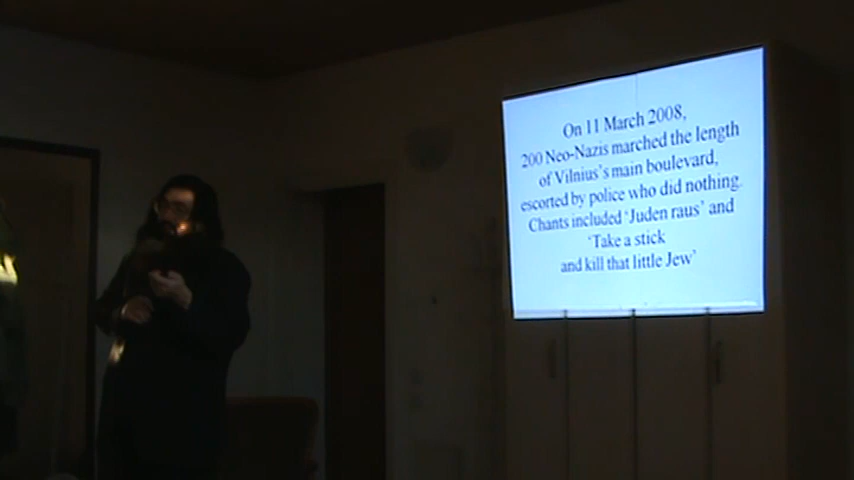 On 11 March 2008,
200 Neo-Nazis marched the length
of Vilnius's main boulevard,
escorted by police who did nothing.
Chants included 'Juden raus' and
'Take a stick
and kill that little Jew'